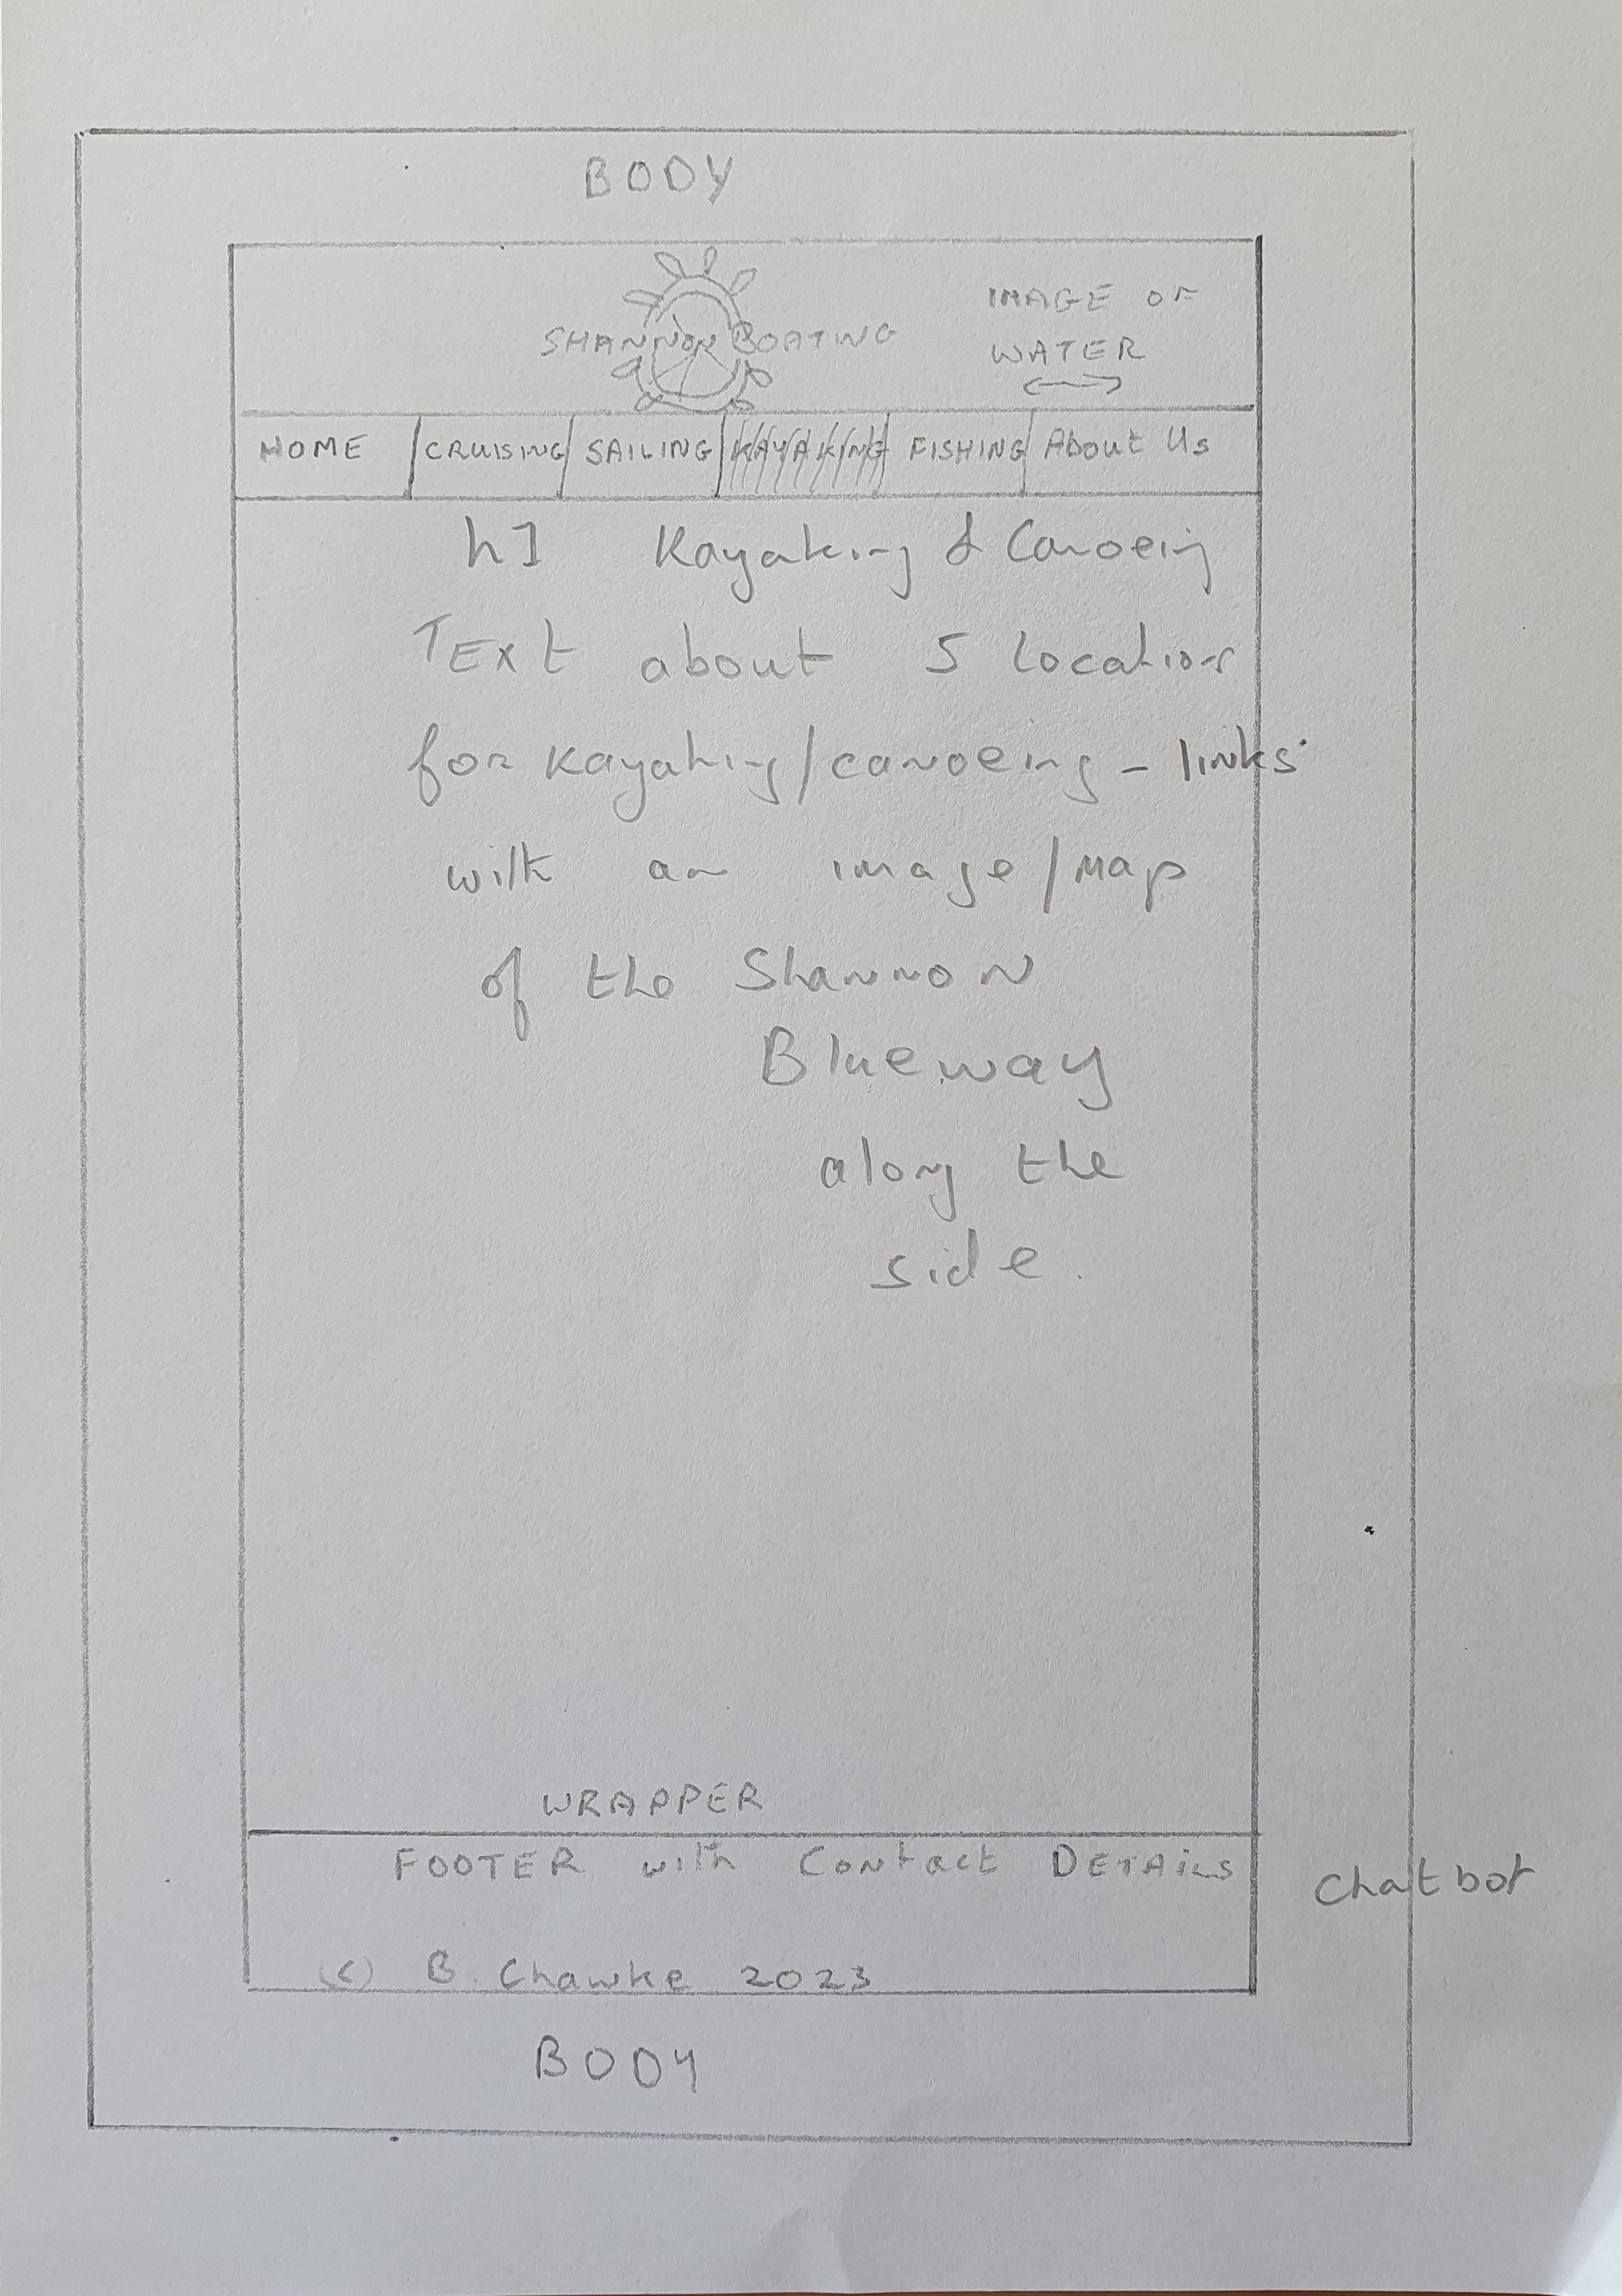 BODY
SHANNON BOATING
IMAGE OF
WATER
HOME CRUISING SAILING KAYAKING FISHING About Us
h1 Kayaking & Canoeing
TExt about 5 locations
for kayaking/canoeing - links
with an image/map
of the Shannon
Blueway
along the
side.
WRAPPER
FOOTER with Contact DETAILS
Chatbot
(c) B. Chawke 2023
BODY